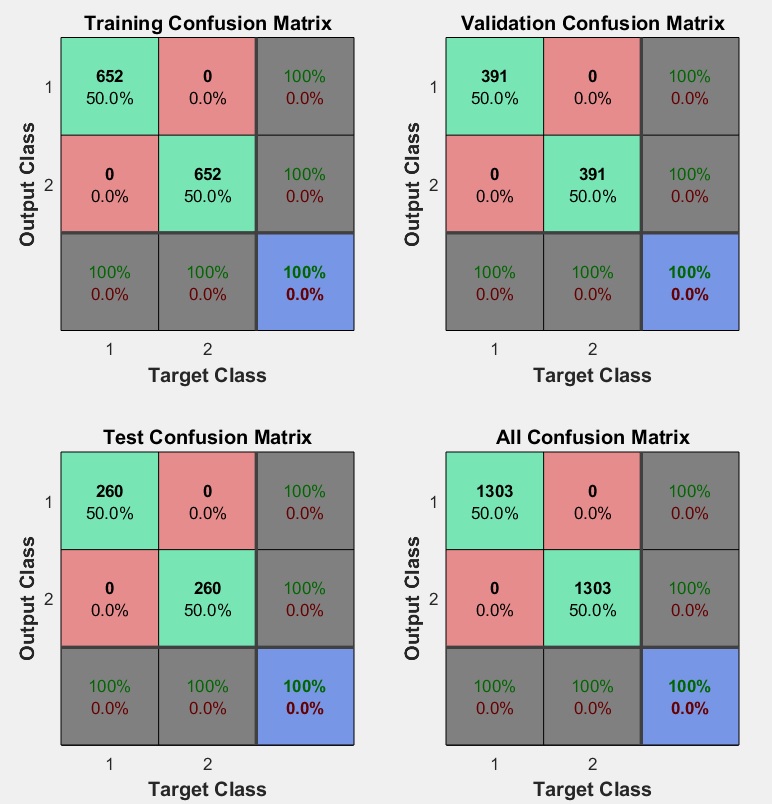 Training Confusion Matrix
Output Class
1
652 0 100%
50.0% 0.0% 0.0%
2
0 652 100%
0.0% 50.0% 0.0%
100% 100% 100%
0.0% 0.0% 0.0%
1 2
Target Class
Validation Confusion Matrix
Output Class
1
391 0 100%
50.0% 0.0% 0.0%
2
0 391 100%
0.0% 50.0% 0.0%
100% 100% 100%
0.0% 0.0% 0.0%
1 2
Target Class
Test Confusion Matrix
Output Class
1
260 0 100%
50.0% 0.0% 0.0%
2
0 260 100%
0.0% 50.0% 0.0%
100% 100% 100%
0.0% 0.0% 0.0%
1 2
Target Class
All Confusion Matrix
Output Class
1
1303 0 100%
50.0% 0.0% 0.0%
2
0 1303 100%
0.0% 50.0% 0.0%
100% 100% 100%
0.0% 0.0% 0.0%
1 2
Target Class